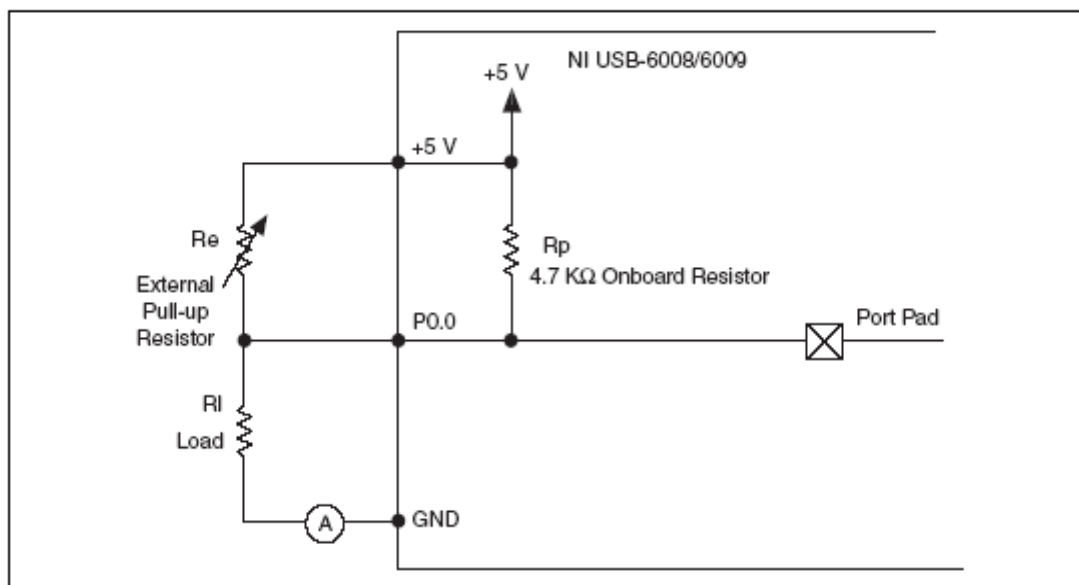 NI USB-6008/6009
+5 V
+5 V
Re
External
Pull-up
Resistor
Rp
4.7 KΩ Onboard Resistor
P0.0
Port Pad
Rl
Load
A
GND